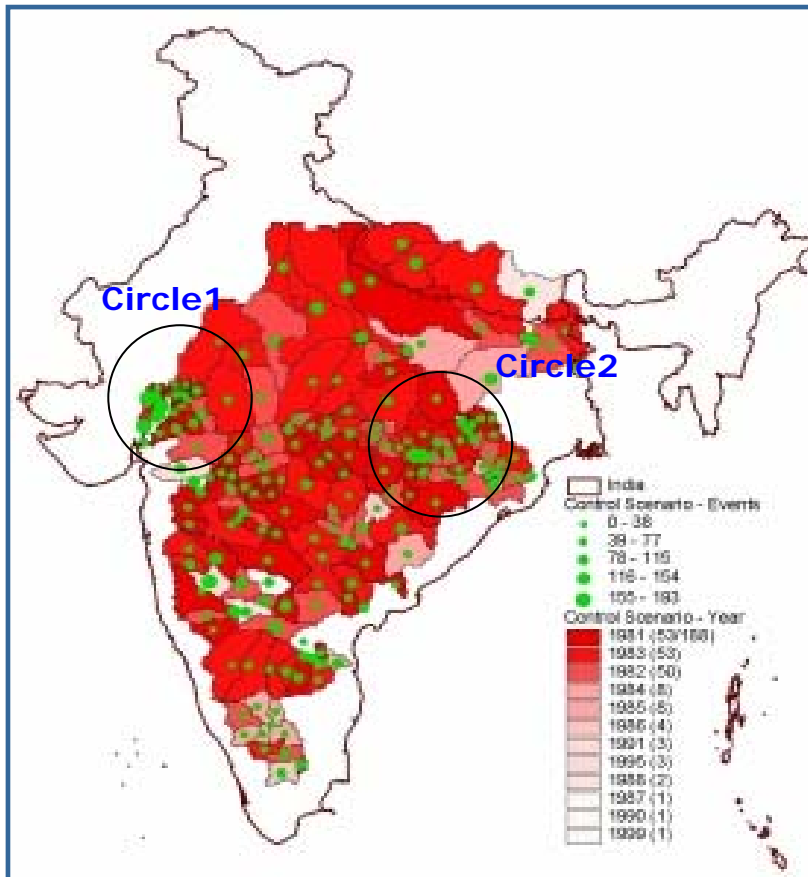 Circle1
Circle2
India
Control Scenario - Events
0 - 38
39 - 77
78 - 115
116 - 154
155 - 193
Control Scenario - Year
1981 (53/188)
1983 (53)
1982 (50)
1984 (8)
1985 (8)
1986 (4)
1991 (3)
1995 (3)
1988 (2)
1987 (1)
1990 (1)
1999 (1)